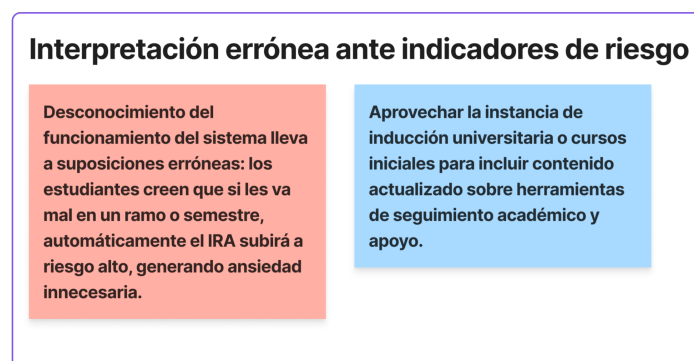 Interpretación errónea ante indicadores de riesgo
Desconocimiento del
funcionamiento del sistema lleva
a suposiciones erróneas: los
estudiantes creen que si les va
mal en un ramo o semestre,
automáticamente el IRA subirá a
riesgo alto, generando ansiedad
innecesaria.
Aprovechar la instancia de
inducción universitaria o cursos
iniciales para incluir contenido
actualizado sobre herramientas
de seguimiento académico y
apoyo.